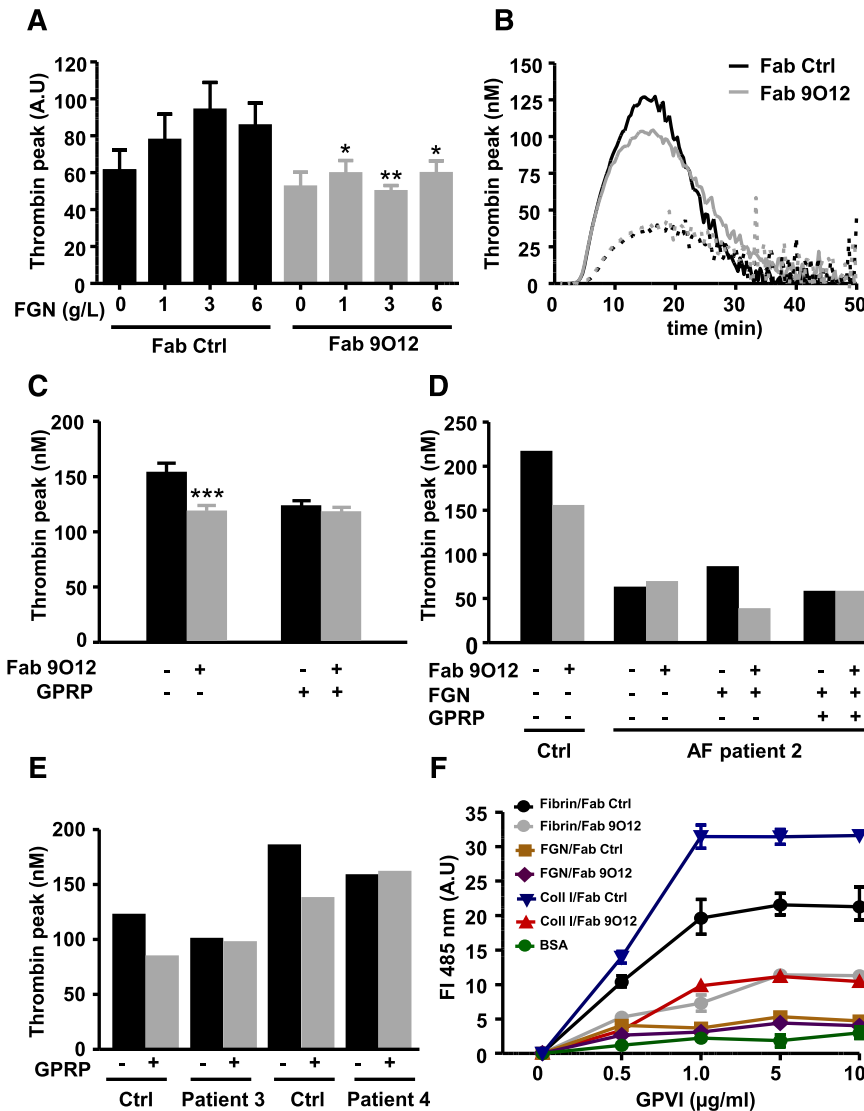 A
Thrombin peak (A.U)
120
100
80
60
40
20
0
*
**
*
FGN (g/L)
0 1 3 6 0 1 3 6
Fab Ctrl Fab 9O12
B
Thrombin peak (nM)
150
125
100
75
50
25
0
Fab Ctrl
Fab 9O12
10 20 30 40 50
time (min)
C
Thrombin peak (nM)
200
150
100
50
0
***
Fab 9O12 - + - +
GPRP - - + +
D
Thrombin peak (nM)
250
200
150
100
50
0
Fab 9O12 - + - + - + - +
FGN - - - - + + + +
GPRP - - - - - - + +
Ctrl AF patient 2
E
Thrombin peak (nM)
200
150
100
50
0
GPRP - + - + - + - +
Ctrl Patient 3 Ctrl Patient 4
F
FI 485 nm (A.U)
35
30
25
20
15
10
5
0
Fibrin/Fab Ctrl
Fibrin/Fab 9O12
FGN/Fab Ctrl
FGN/Fab 9O12
Coll I/Fab Ctrl
Coll I/Fab 9O12
BSA
0 0.5 1.0 5 10
GPVI (µg/ml)